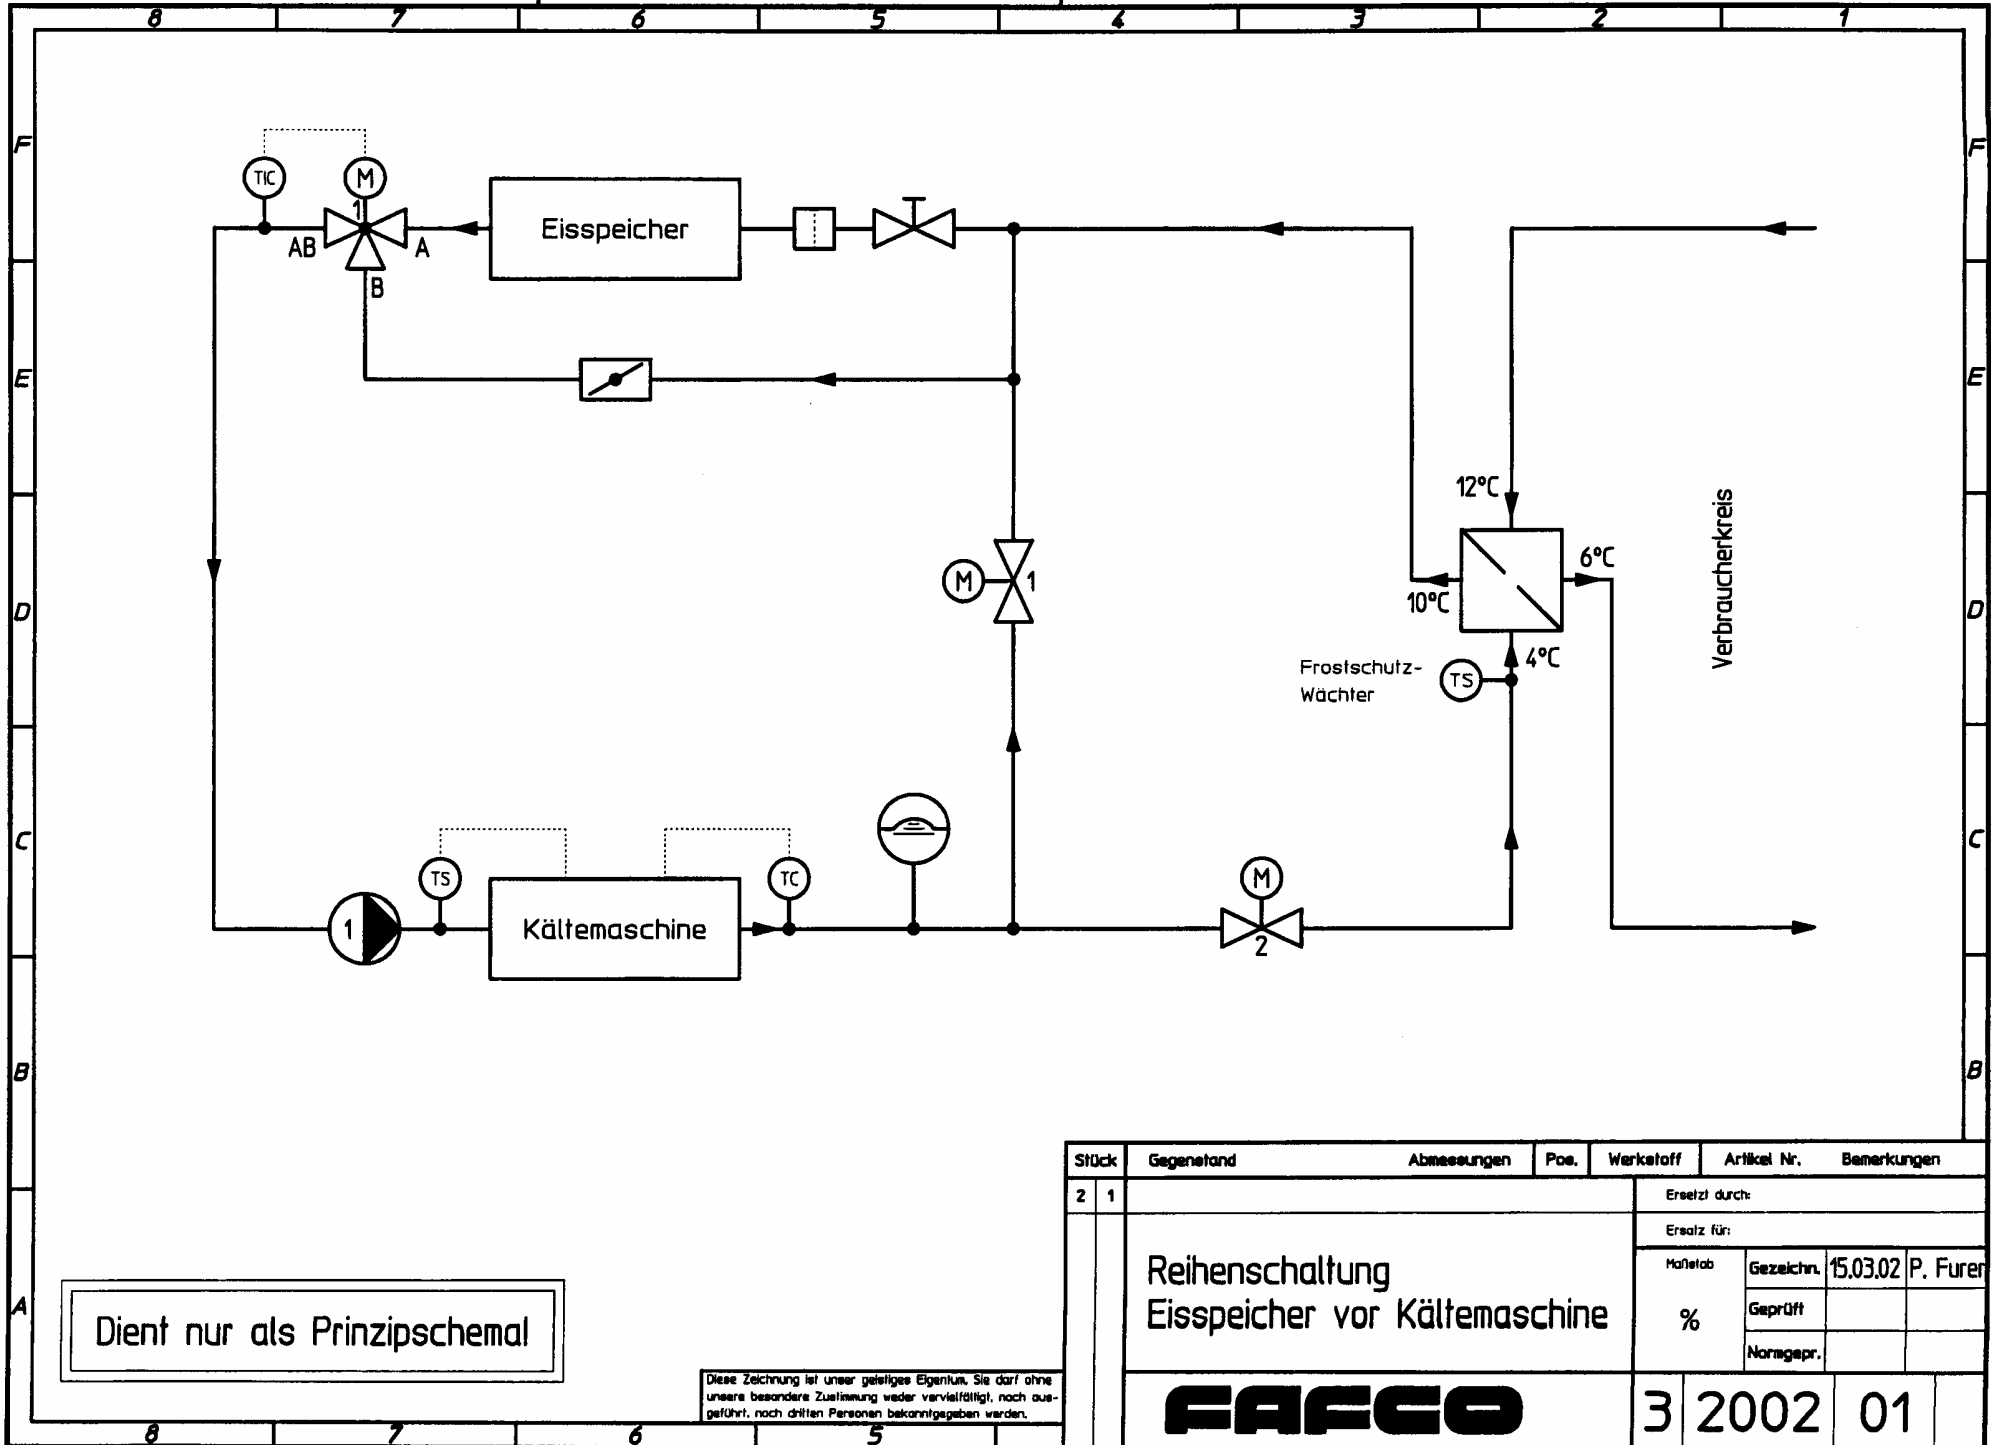 8 7 6 5 4 3 2 1
F F
TIC M
1
AB A
B
Eisspeicher
E E
12°C
6°C
10°C
4°C
M 1
D D
Verbraucherkreis
Frostschutz-
Wächter
TS
C C
TS TC
M
1 Kältemaschine
2
B B
A
Dient nur als Prinzipschema!
Diese Zeichnung ist unser geistiges Eigentum. Sie darf ohne
unsere besondere Zustimmung weder vervielfältigt, noch aus-
geführt, noch dritten Personen bekanntgegeben werden.
Stück Gegenstand Abmessungen Pos. Werkstoff Artikel Nr. Bemerkungen
2 1
Ersetzt durch:
Ersatz für:
Reihenschaltung
Eisspeicher vor Kältemaschine
Maßstab
%
Gezeichn. 15.03.02 P. Furer
Geprüft
Normgepr.
FAFCO
3 2002 01
8 7 6 5